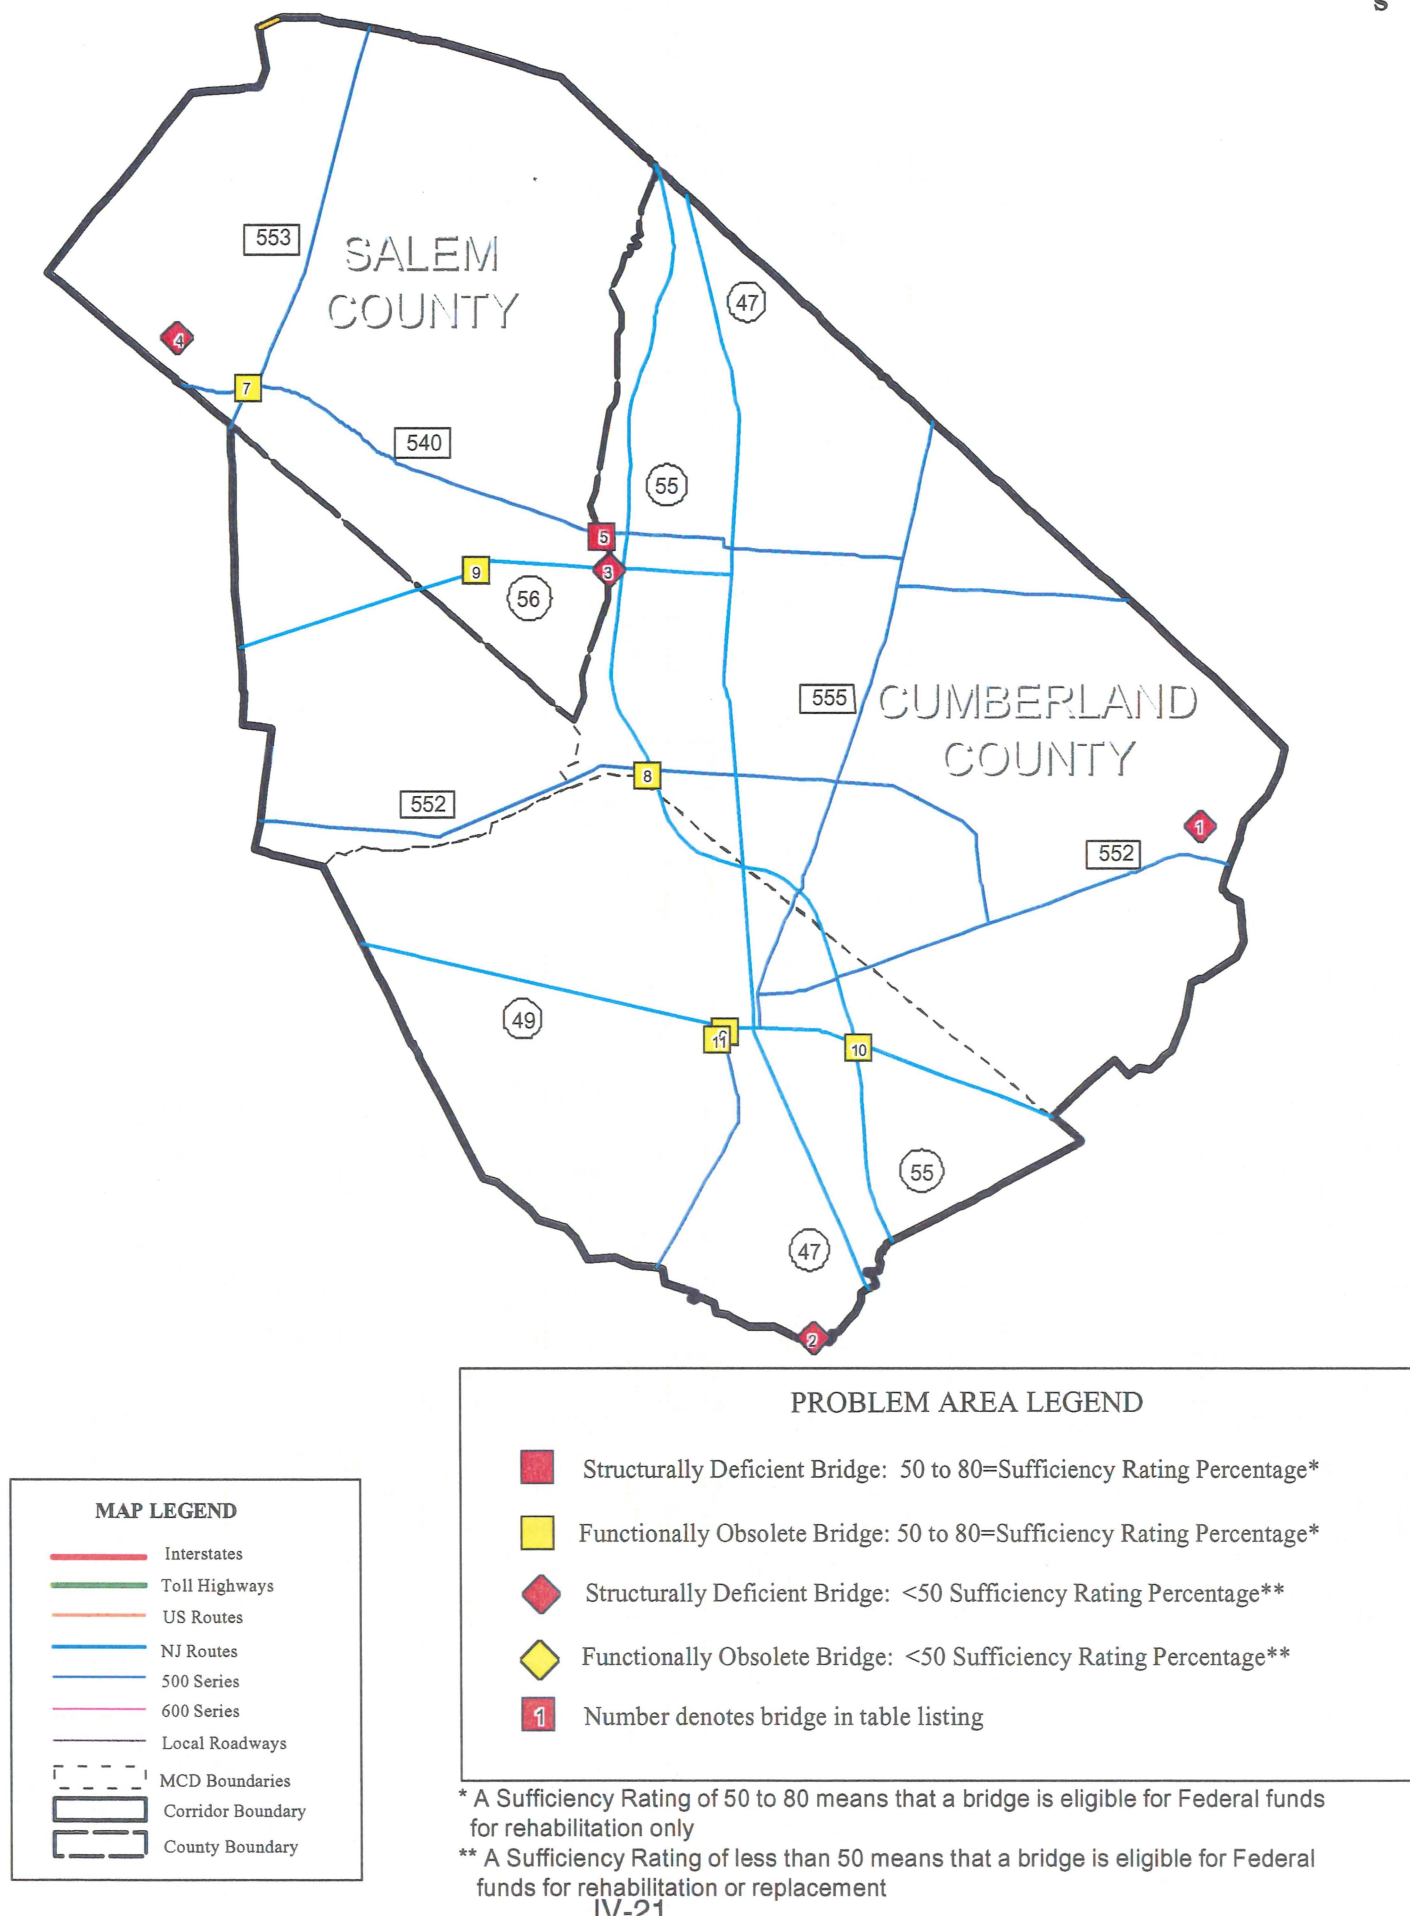 S
553
SALEM
COUNTY
47
4
7
540
55
5
9
3
56
555
CUMBERLAND
COUNTY
8
552
1
552
49
11
10
55
47
2
PROBLEM AREA LEGEND
Structurally Deficient Bridge: 50 to 80=Sufficiency Rating Percentage*
Functionally Obsolete Bridge: 50 to 80=Sufficiency Rating Percentage*
Structurally Deficient Bridge: <50 Sufficiency Rating Percentage**
Functionally Obsolete Bridge: <50 Sufficiency Rating Percentage**
1 Number denotes bridge in table listing
MAP LEGEND
Interstates
Toll Highways
US Routes
NJ Routes
500 Series
600 Series
Local Roadways
MCD Boundaries
Corridor Boundary
County Boundary
* A Sufficiency Rating of 50 to 80 means that a bridge is eligible for Federal funds
for rehabilitation only
** A Sufficiency Rating of less than 50 means that a bridge is eligible for Federal
funds for rehabilitation or replacement
IV-21